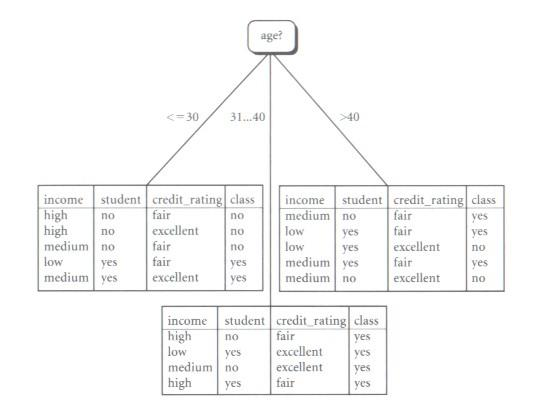 age?
<=30
31...40
>40
income student credit_rating class
high no fair no
high no excellent no
medium no fair no
low yes fair yes
medium yes excellent yes
income student credit_rating class
medium no fair yes
low yes fair yes
low yes excellent no
medium yes fair yes
medium no excellent no
income student credit_rating class
high no fair yes
low yes excellent yes
medium no excellent yes
high yes fair yes